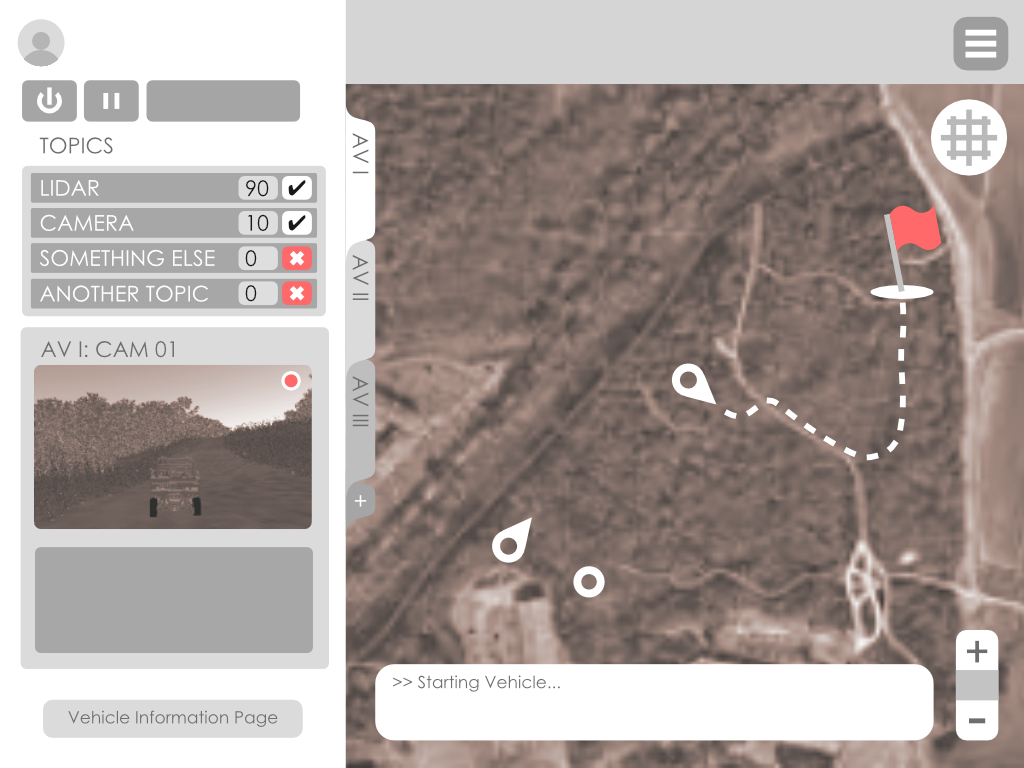 TOPICS
LIDAR 90 ✔
CAMERA 10 ✔
SOMETHING ELSE 0 ✖
ANOTHER TOPIC 0 ✖
AV I: CAM 01
Vehicle Information Page
AV I
AV II
AV III
+
>> Starting Vehicle...
+
-